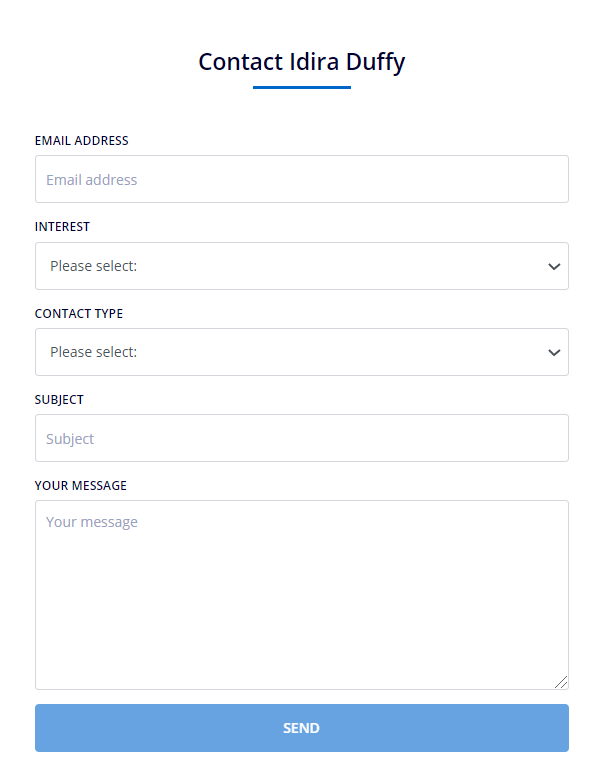 Contact Idira Duffy
EMAIL ADDRESS
Email address
INTEREST
Please select:
CONTACT TYPE
Please select:
SUBJECT
Subject
YOUR MESSAGE
Your message
SEND